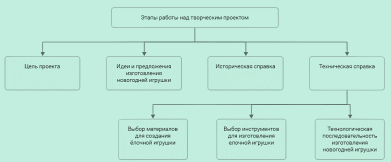 Этапы работы над творческим проектом
Цель проекта
Идеи и предложения
изготовления
новогодней игрушки
Историческая справка
Техническая справка
Выбор материалов
для создания
ёлочной игрушки
Выбор инструментов
для изготовления
ёлочной игрушки
Технологическая
последовательность
изготовления
новогодней игрушки